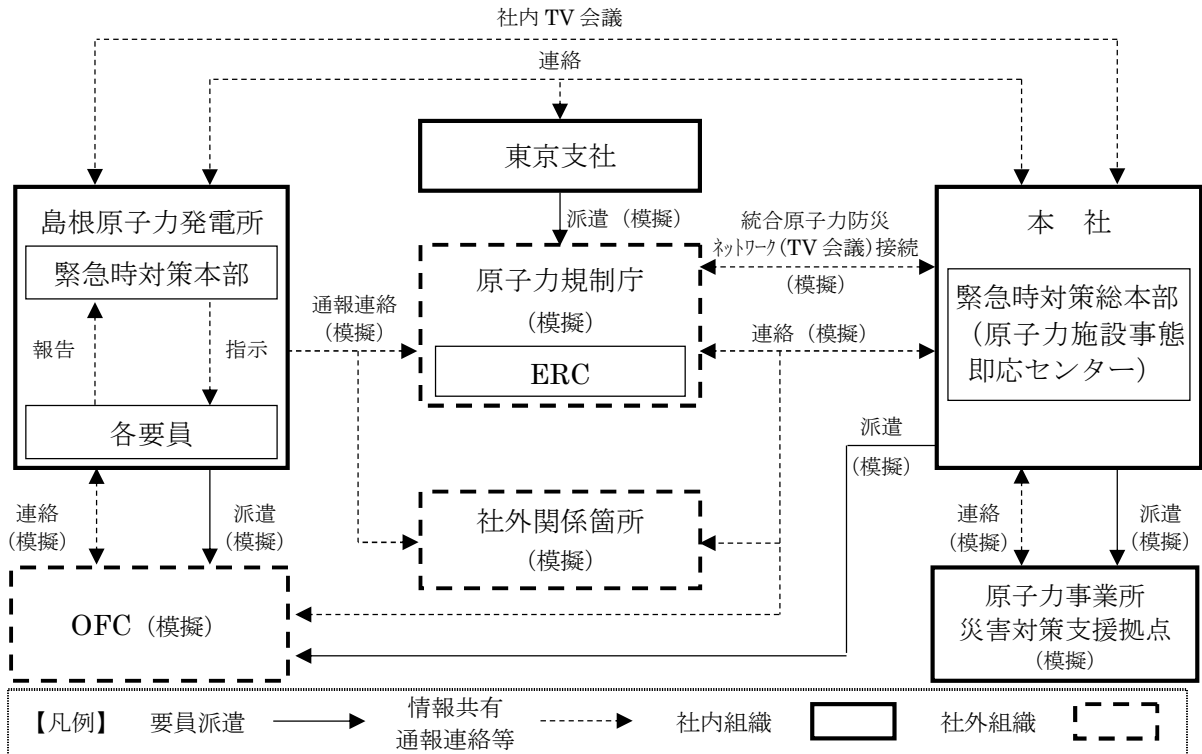 社内 TV 会議
連絡
東京支社
島根原子力発電所
緊急時対策本部
報告
指示
各要員
派遣（模擬）
原子力規制庁
（模擬）
ERC
統合原子力防災
ﾈｯﾄﾜｰｸ（TV 会議）接続
（模擬）
本　社
緊急時対策総本部
（原子力施設事態
即応センター）
通報連絡
（模擬）
連絡（模擬）
派遣
（模擬）
連絡
（模擬）
派遣
（模擬）
社外関係箇所
（模擬）
連絡
（模擬）
派遣
（模擬）
OFC（模擬）
原子力事業所
災害対策支援拠点
（模擬）
【凡例】　要員派遣　情報共有　社内組織　社外組織
通報連絡等